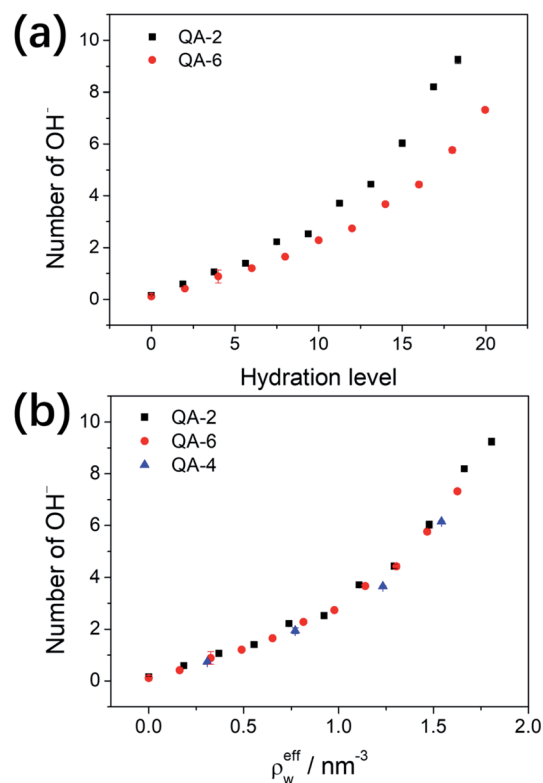 (a)
QA-2
QA-6
10
8
6
4
2
0
Number of OH⁻
0 5 10 15 20
Hydration level
(b)
QA-2
QA-6
QA-4
10
8
6
4
2
0
Number of OH⁻
0.0 0.5 1.0 1.5 2.0
ρ_w^eff / nm⁻³